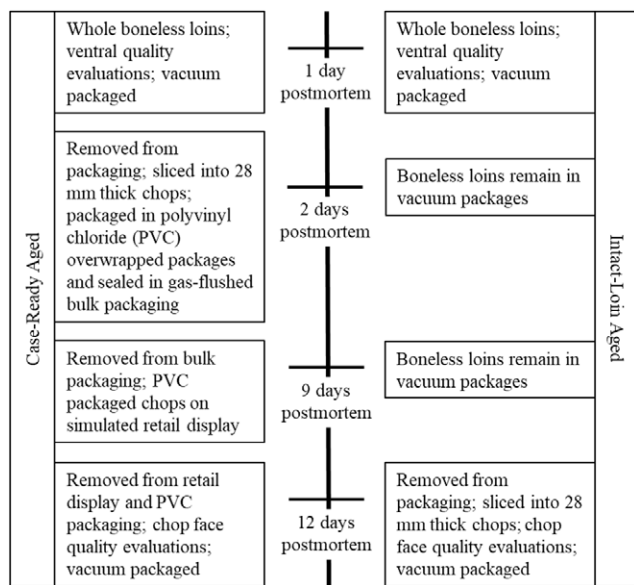 Case-Ready Aged
Whole boneless loins;
ventral quality
evaluations; vacuum
packaged
1 day
postmortem
Whole boneless loins;
ventral quality
evaluations; vacuum
packaged
Removed from
packaging; sliced into 28
mm thick chops;
packaged in polyvinyl
chloride (PVC)
overwrapped packages
and sealed in gas-flushed
bulk packaging
2 days
postmortem
Boneless loins remain in
vacuum packages
Removed from bulk
packaging; PVC
packaged chops on
simulated retail display
9 days
postmortem
Boneless loins remain in
vacuum packages
Removed from retail
display and PVC
packaging; chop face
quality evaluations;
vacuum packaged
12 days
postmortem
Removed from
packaging; sliced into 28
mm thick chops; chop
face quality evaluations;
vacuum packaged
Intact-Loin Aged